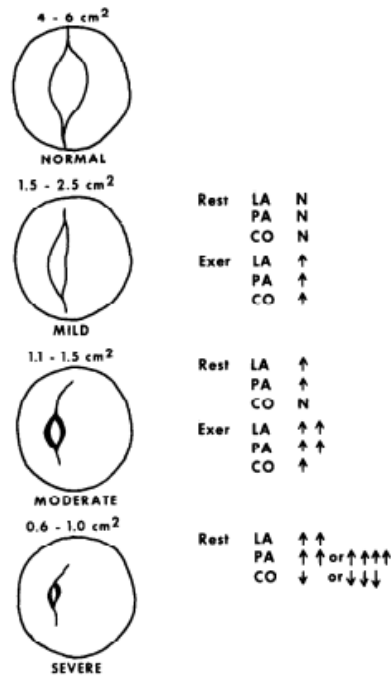 4 - 6 cm²
NORMAL
1.5 - 2.5 cm²
Rest LA N
PA N
CO N
Exer LA ↑
PA ↑
CO ↑
MILD
1.1 - 1.5 cm²
Rest LA ↑
PA ↑
CO N
Exer LA ↑ ↑
PA ↑ ↑
CO ↑
MODERATE
0.6 - 1.0 cm²
Rest LA ↑ ↑
PA ↑ ↑ or ↑ ↑ ↑ ↑
CO ↓ or ↓ ↓ ↓
SEVERE